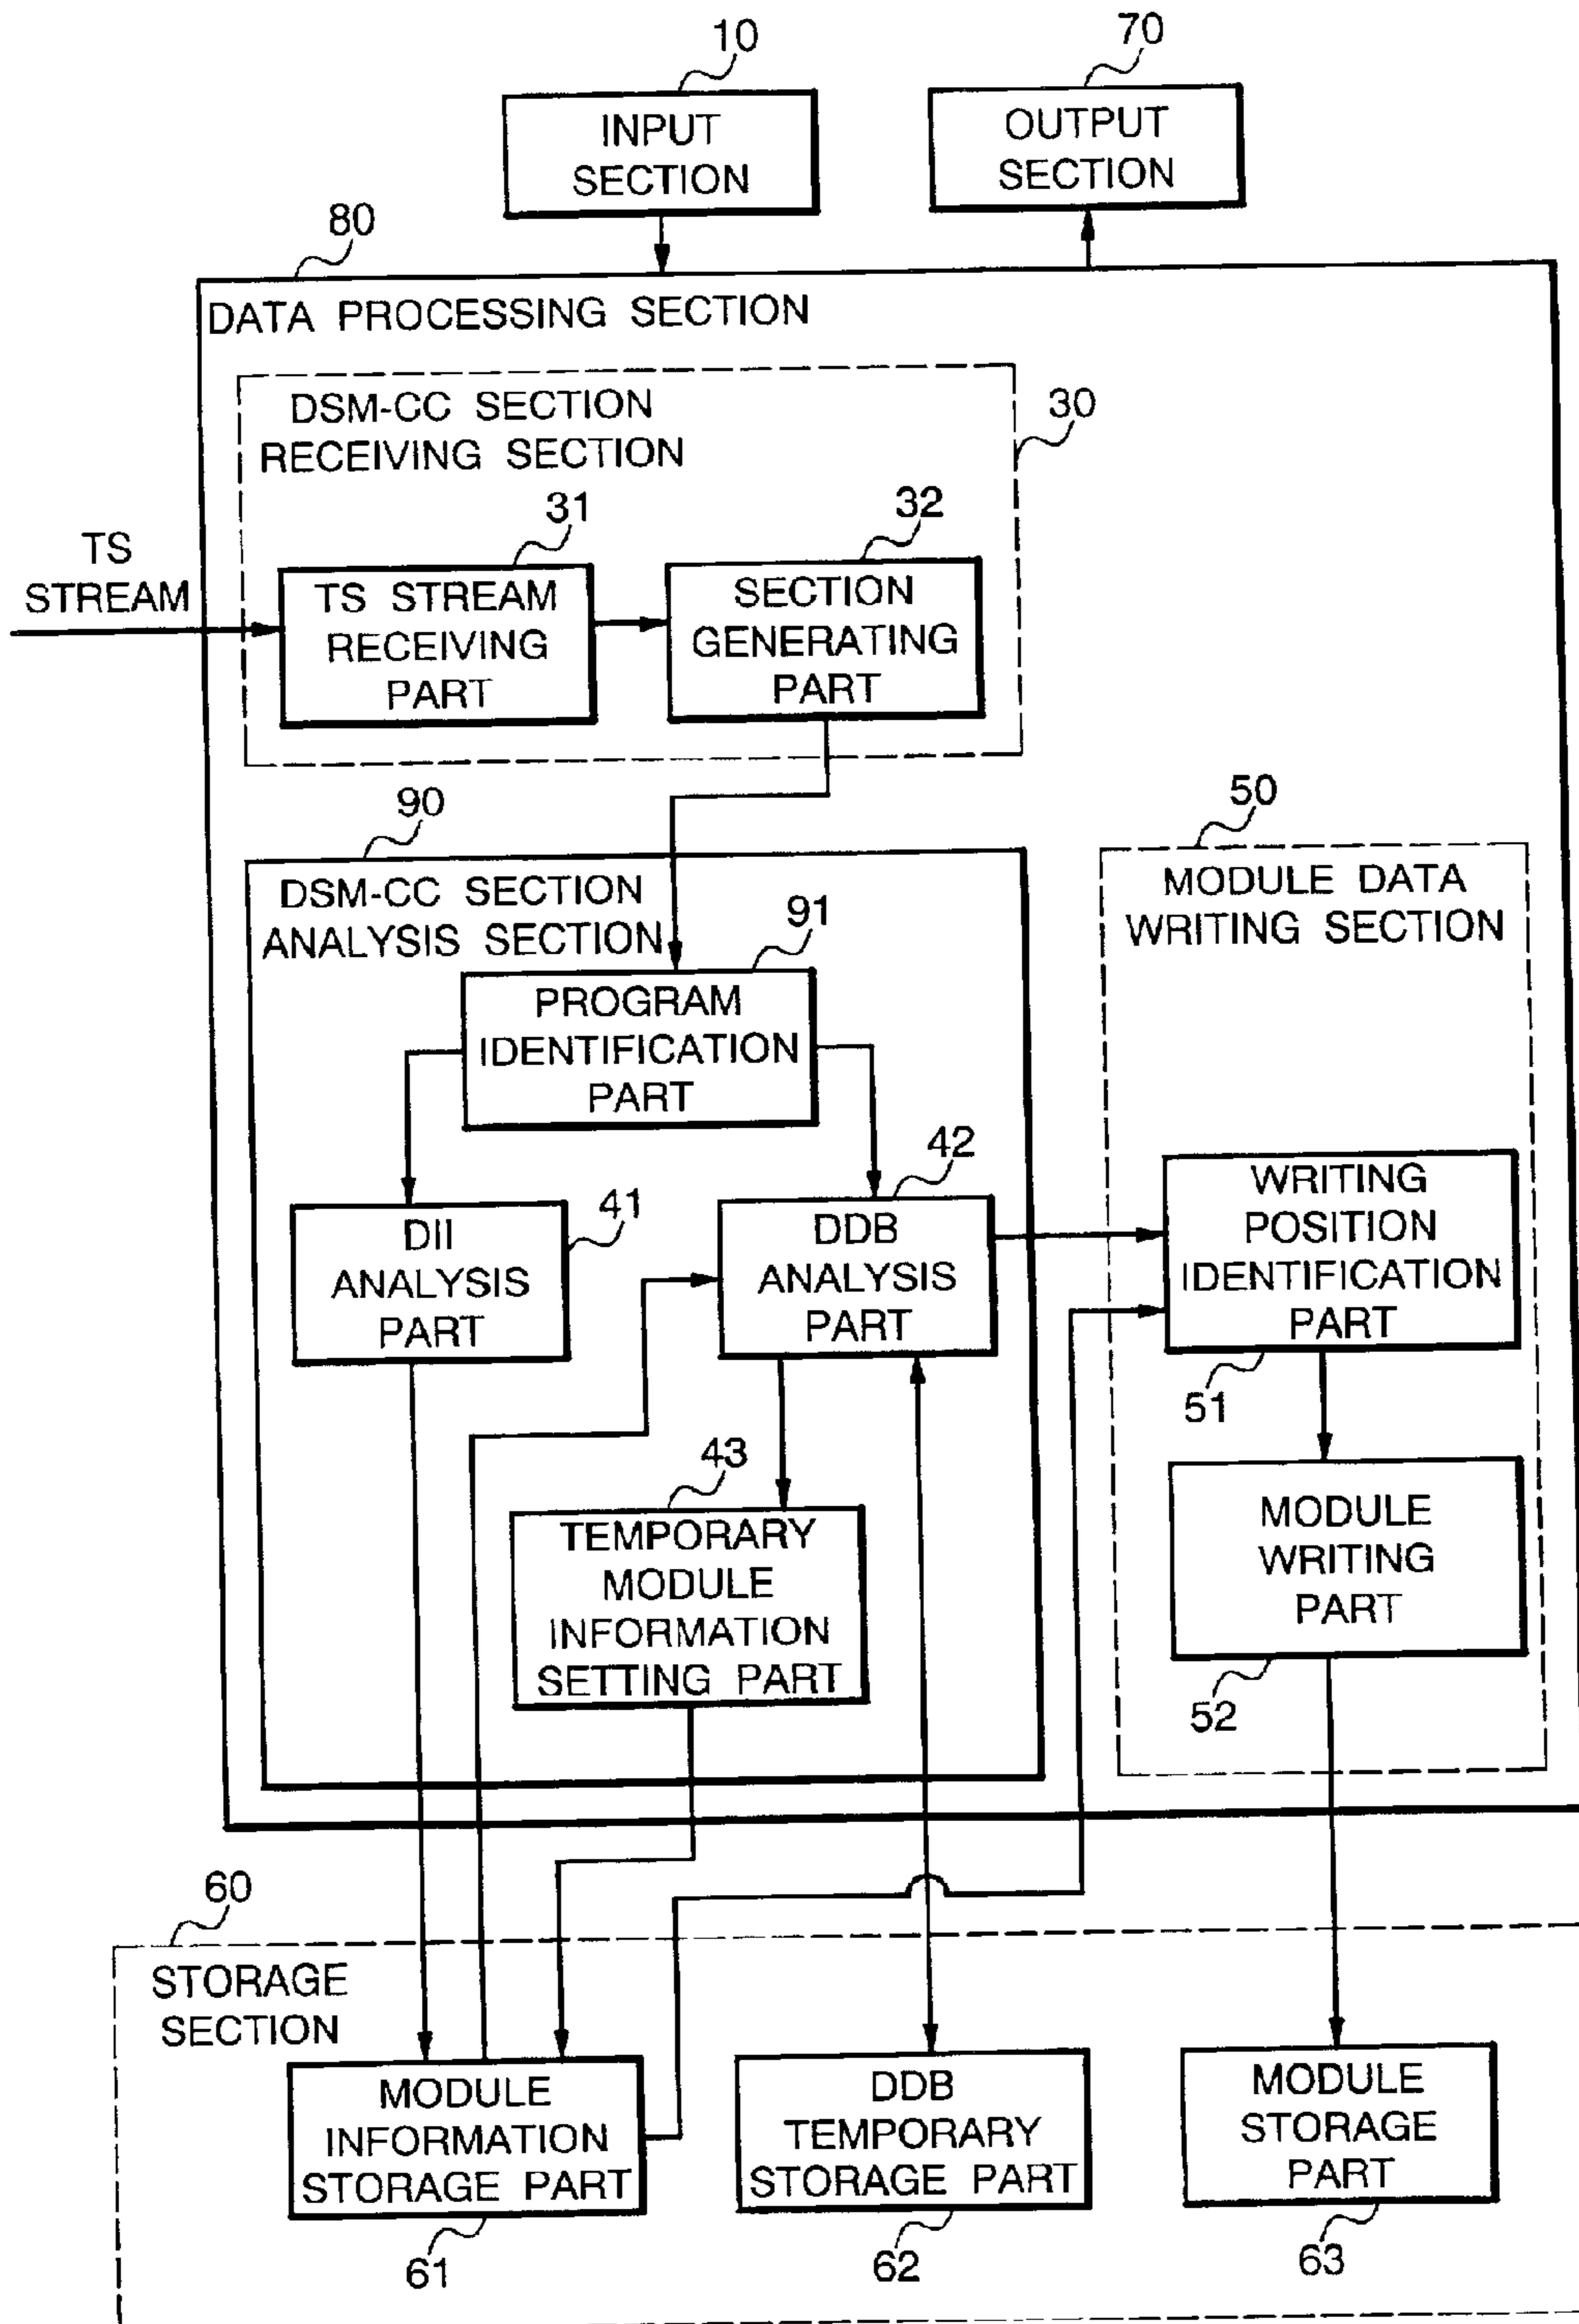 10
INPUT
SECTION
70
OUTPUT
SECTION
80
DATA PROCESSING SECTION
DSM-CC SECTION
RECEIVING SECTION
30
TS
STREAM
31
TS STREAM
RECEIVING
PART
32
SECTION
GENERATING
PART
90
DSM-CC SECTION
ANALYSIS SECTION
91
PROGRAM
IDENTIFICATION
PART
41
DII
ANALYSIS
PART
42
DDB
ANALYSIS
PART
43
TEMPORARY
MODULE
INFORMATION
SETTING PART
50
MODULE DATA
WRITING SECTION
WRITING
POSITION
IDENTIFICATION
PART
51
MODULE
WRITING
PART
52
60
STORAGE
SECTION
MODULE
INFORMATION
STORAGE PART
61
DDB
TEMPORARY
STORAGE PART
62
MODULE
STORAGE
PART
63